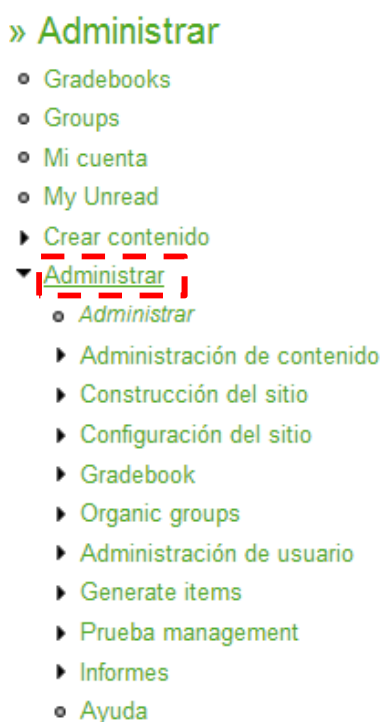 » Administrar
Gradebooks
Groups
Mi cuenta
My Unread
Crear contenido
Administrar
Administrar
Administración de contenido
Construcción del sitio
Configuración del sitio
Gradebook
Organic groups
Administración de usuario
Generate items
Prueba management
Informes
Ayuda